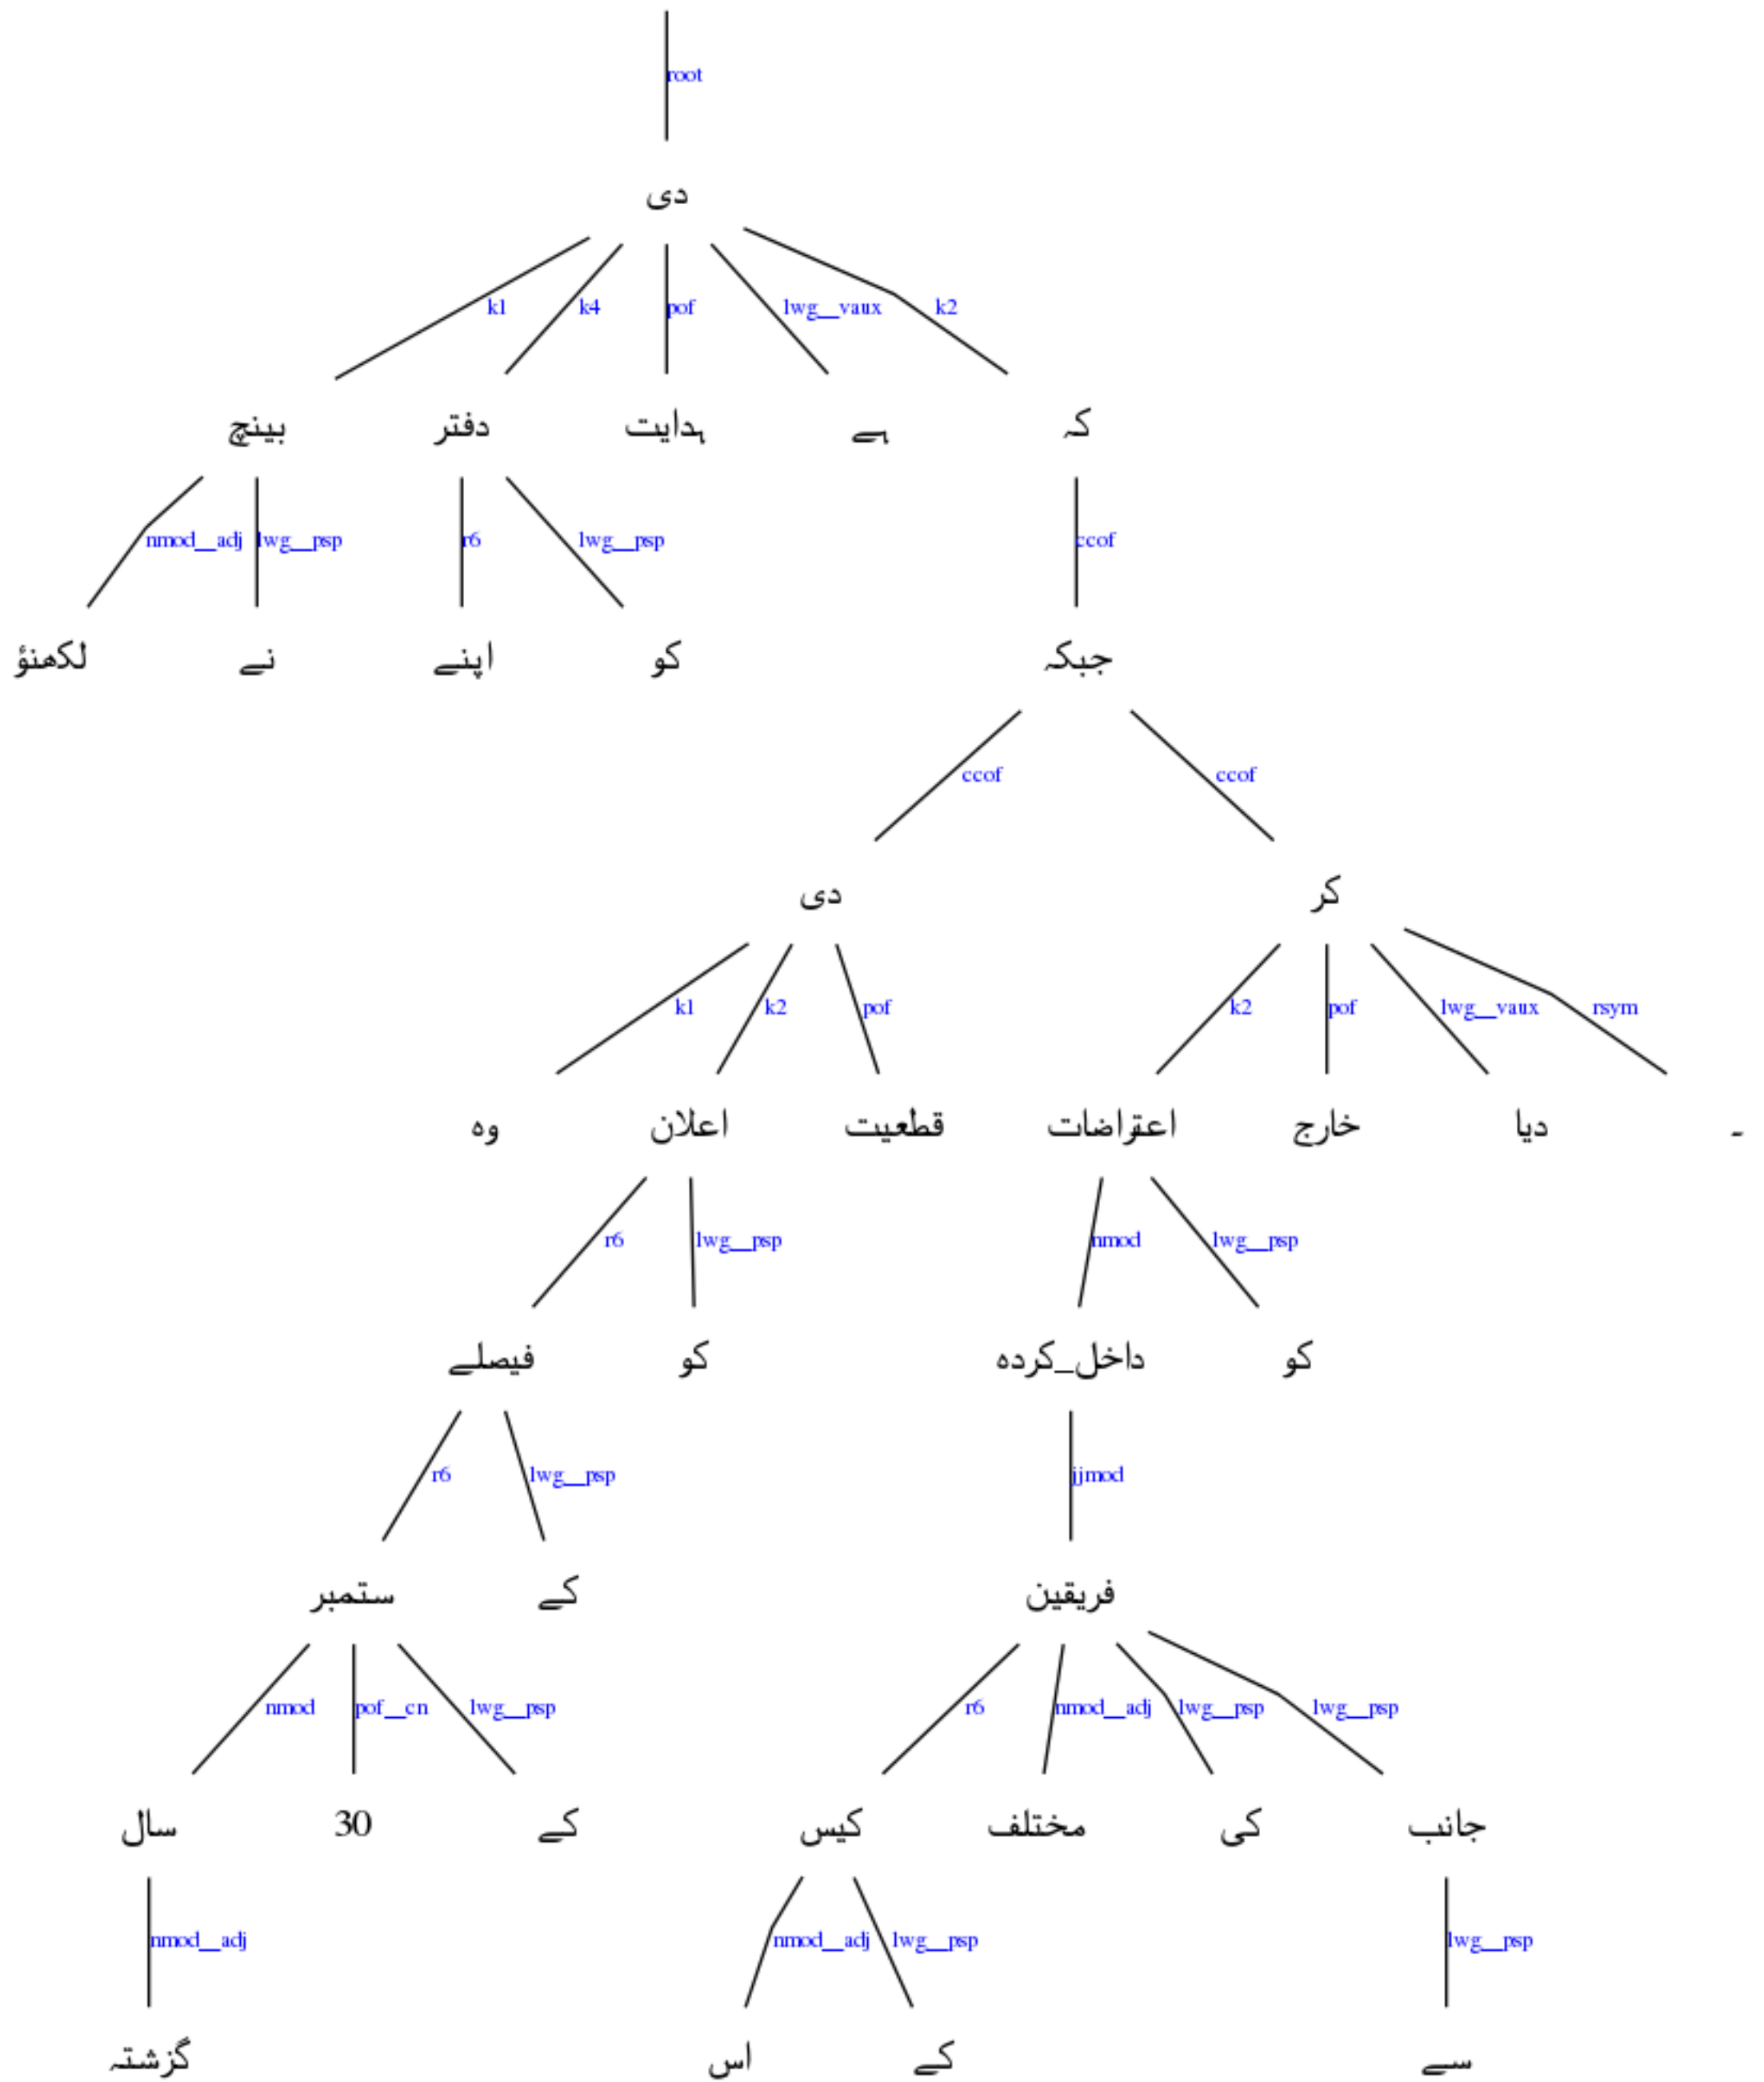 root
دی
k1 k4 pof lwg__vaux k2
بینچ دفتر ہدایت ہے کہ
nmod__adj lwg__psp r6 lwg__psp ccof
لکھنؤ نے اپنے کو جبکہ
ccof ccof
دی کر
k1 k2 pof k2 pof lwg__vaux rsym
وہ اعلان قطعیت اعتراضات خارج دیا ۔
r6 lwg__psp nmod lwg__psp
فیصلے کو داخل_کردہ کو
r6 lwg__psp jjmod
ستمبر کے فریقین
nmod pof__cn lwg__psp r6 nmod__adj lwg__psp lwg__psp
سال 30 کے کیس مختلف کی جانب
nmod__adj nmod__adj lwg__psp lwg__psp
گزشتہ اس کے سے